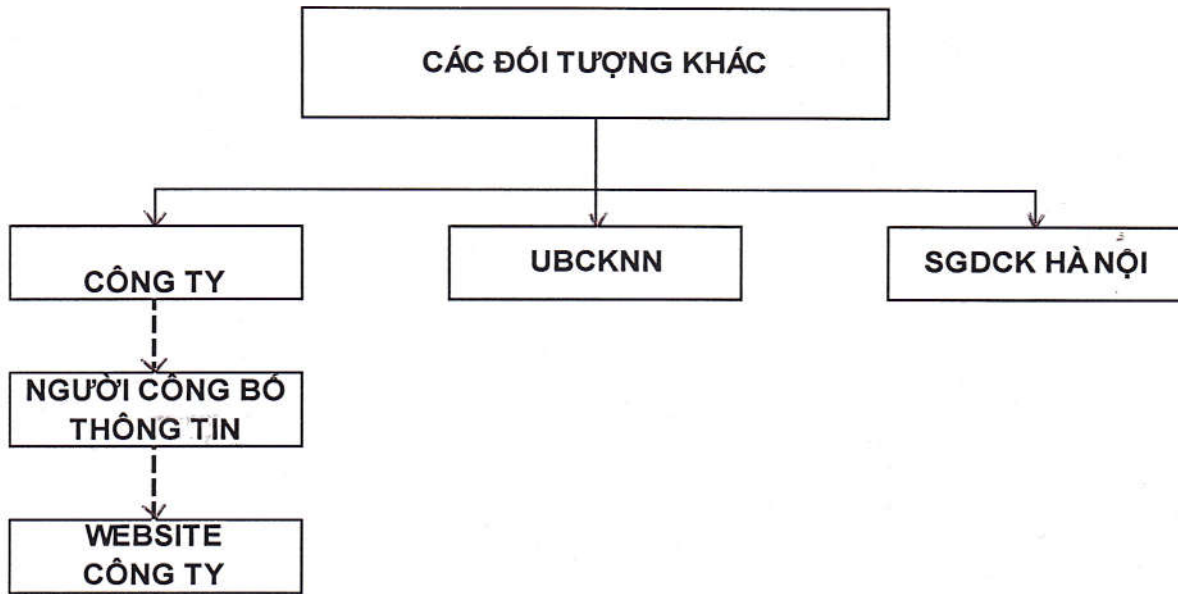 CÁC ĐỐI TƯỢNG KHÁC
CÔNG TY
UBCKNN
SGDCK HÀ NỘI
NGƯỜI CÔNG BỐ
THÔNG TIN
WEBSITE
CÔNG TY